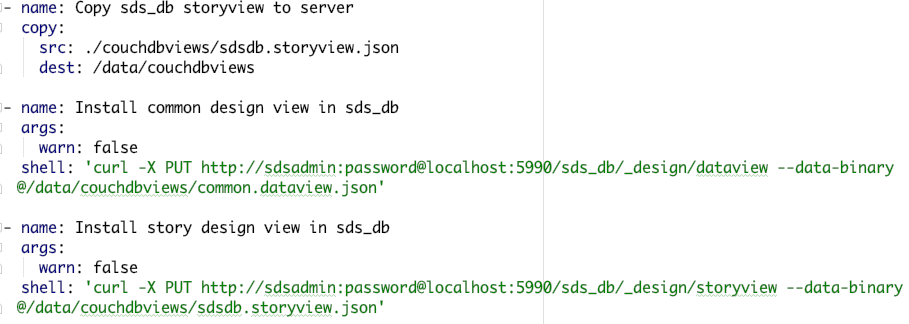 - name: Copy sds_db storyview to server
  copy:
    src: ./couchdbviews/sdsdb.storyview.json
    dest: /data/couchdbviews

- name: Install common design view in sds_db
  args:
    warn: false
  shell: 'curl -X PUT http://sdsadmin:password@localhost:5990/sds_db/_design/dataview --data-binary
  @/data/couchdbviews/common.dataview.json'

- name: Install story design view in sds_db
  args:
    warn: false
  shell: 'curl -X PUT http://sdsadmin:password@localhost:5990/sds_db/_design/storyview --data-binary
  @/data/couchdbviews/sdsdb.storyview.json'